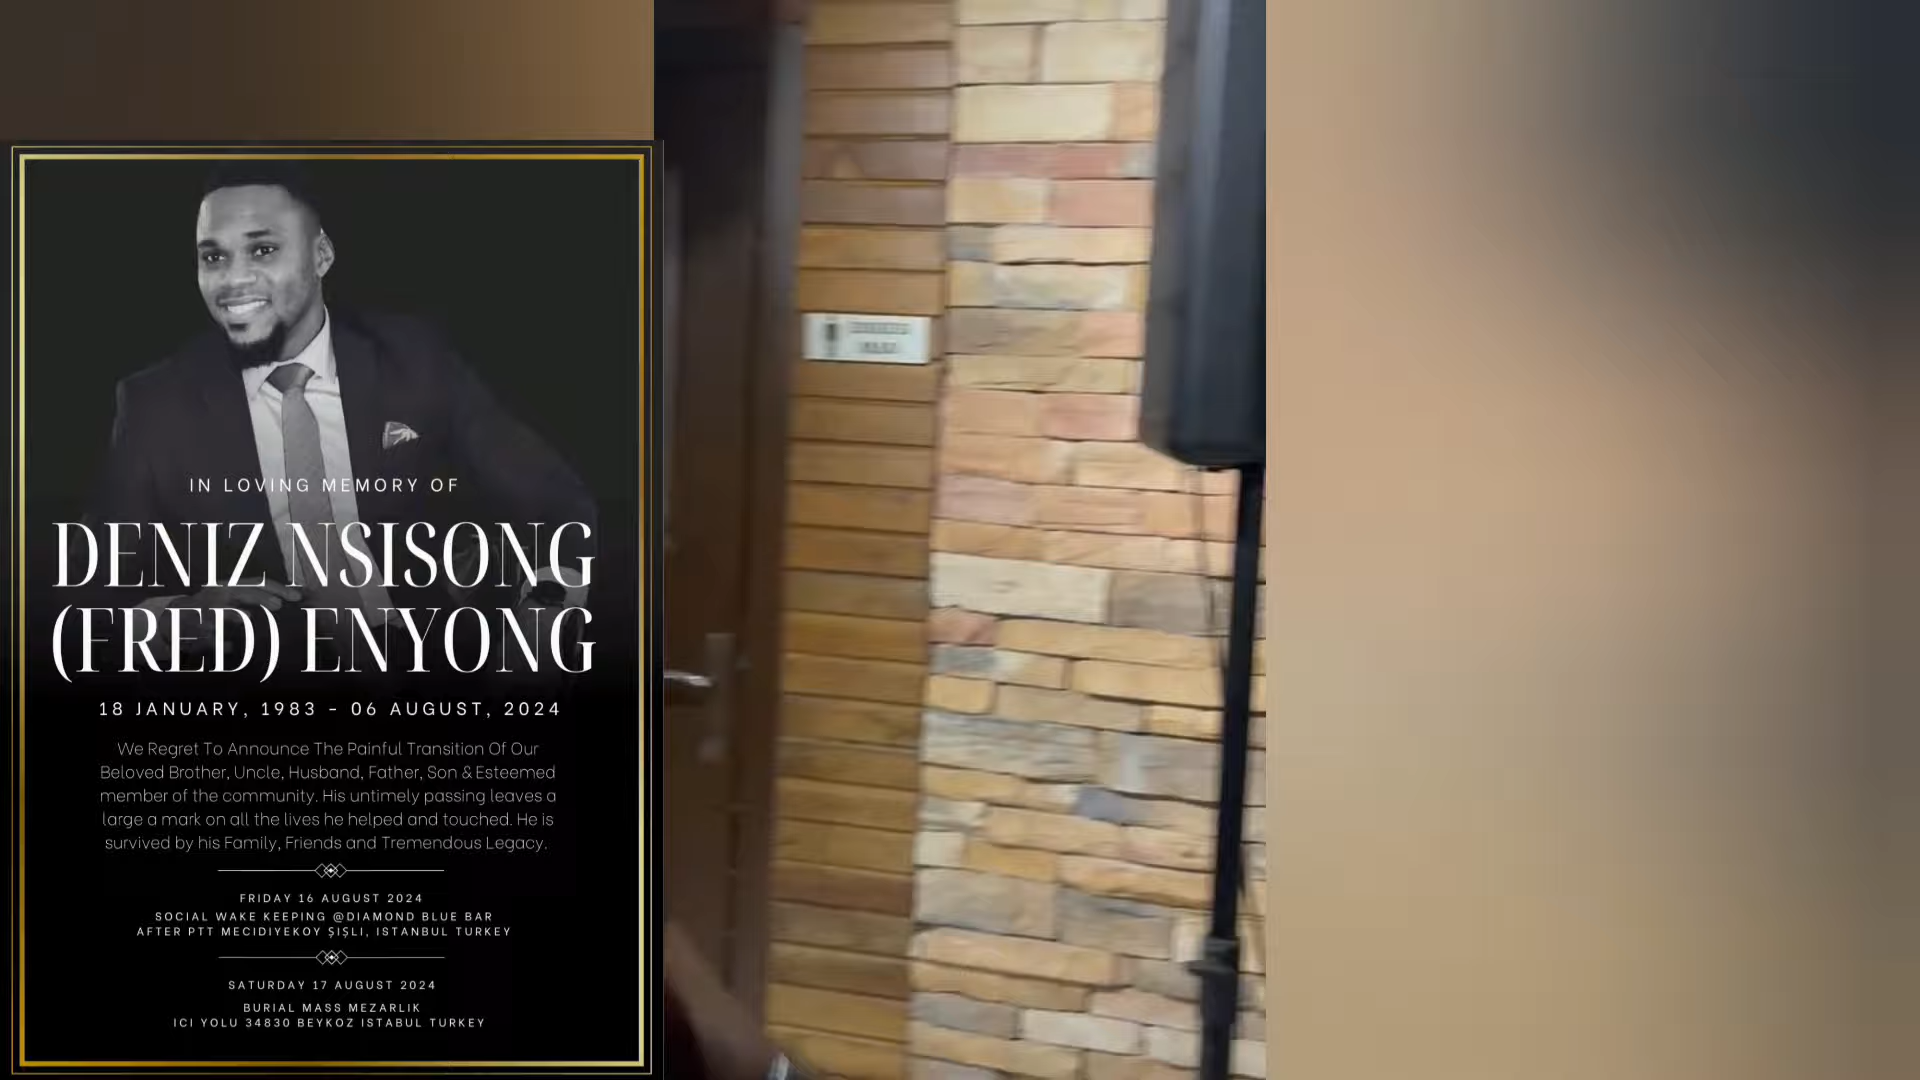 IN LOVING MEMORY OF
DENIZ NSISONG
(FRED) ENYONG
18 JANUARY, 1983 - 06 AUGUST, 2024
We Regret To Announce The Painful Transition Of Our
Beloved Brother, Uncle, Husband, Father, Son & Esteemed
member of the community. His untimely passing leaves a
large a mark on all the lives he helped and touched. He is
survived by his Family, Friends and Tremendous Legacy.
FRIDAY 16 AUGUST 2024
SOCIAL WAKE KEEPING @DIAMOND BLUE BAR
AFTER PTT MECIDIYEKOY ŞIŞLI, ISTANBUL TURKEY
SATURDAY 17 AUGUST 2024
BURIAL MASS MEZARLIK
ICI YOLU 34830 BEYKOZ ISTABUL TURKEY